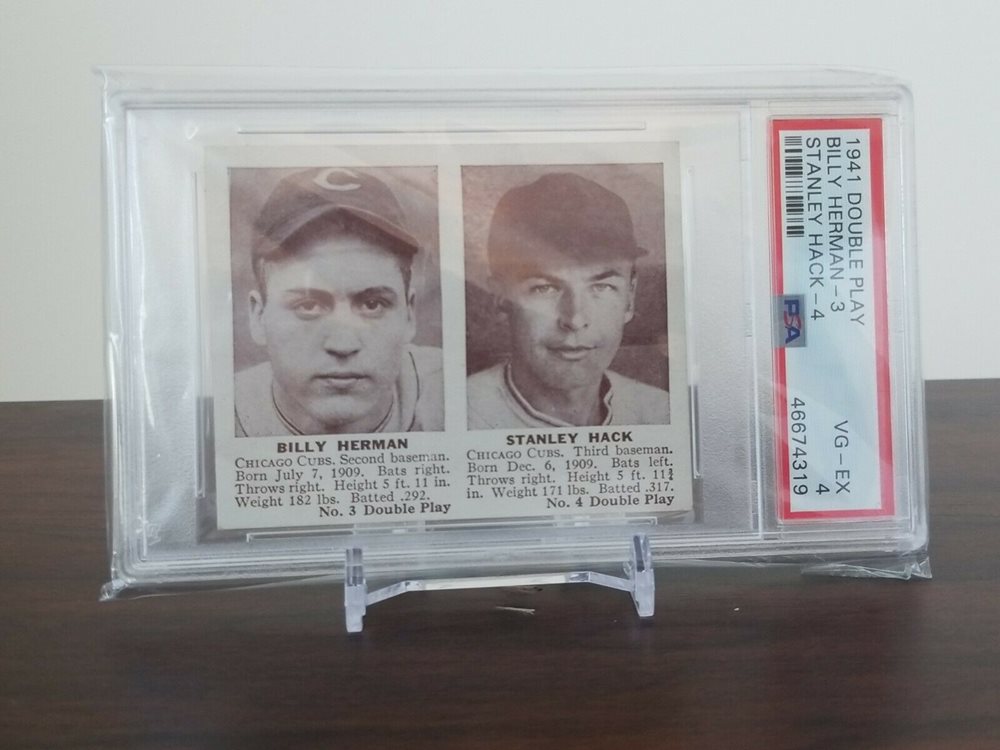 C
BILLY HERMAN
CHICAGO CUBS. Second baseman.
Born July 7, 1909. Bats right.
Throws right. Height 5 ft. 11 in.
Weight 182 lbs. Batted .292.
No. 3 Double Play
STANLEY HACK
CHICAGO CUBS. Third baseman.
Born Dec. 6, 1909. Bats left.
Throws right. Height 5 ft. 11¾
in. Weight 171 lbs. Batted .317.
No. 4 Double Play
1941 DOUBLE PLAY
BILLY HERMAN-3
STANLEY HACK-4
PSA
VG-EX
4
46674319